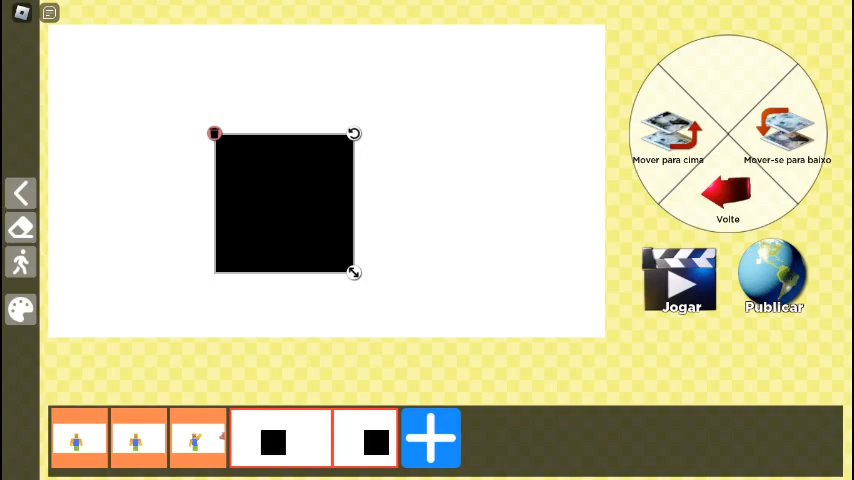 Mover para cima
Mover-se para baixo
Volte
Jogar
Publicar